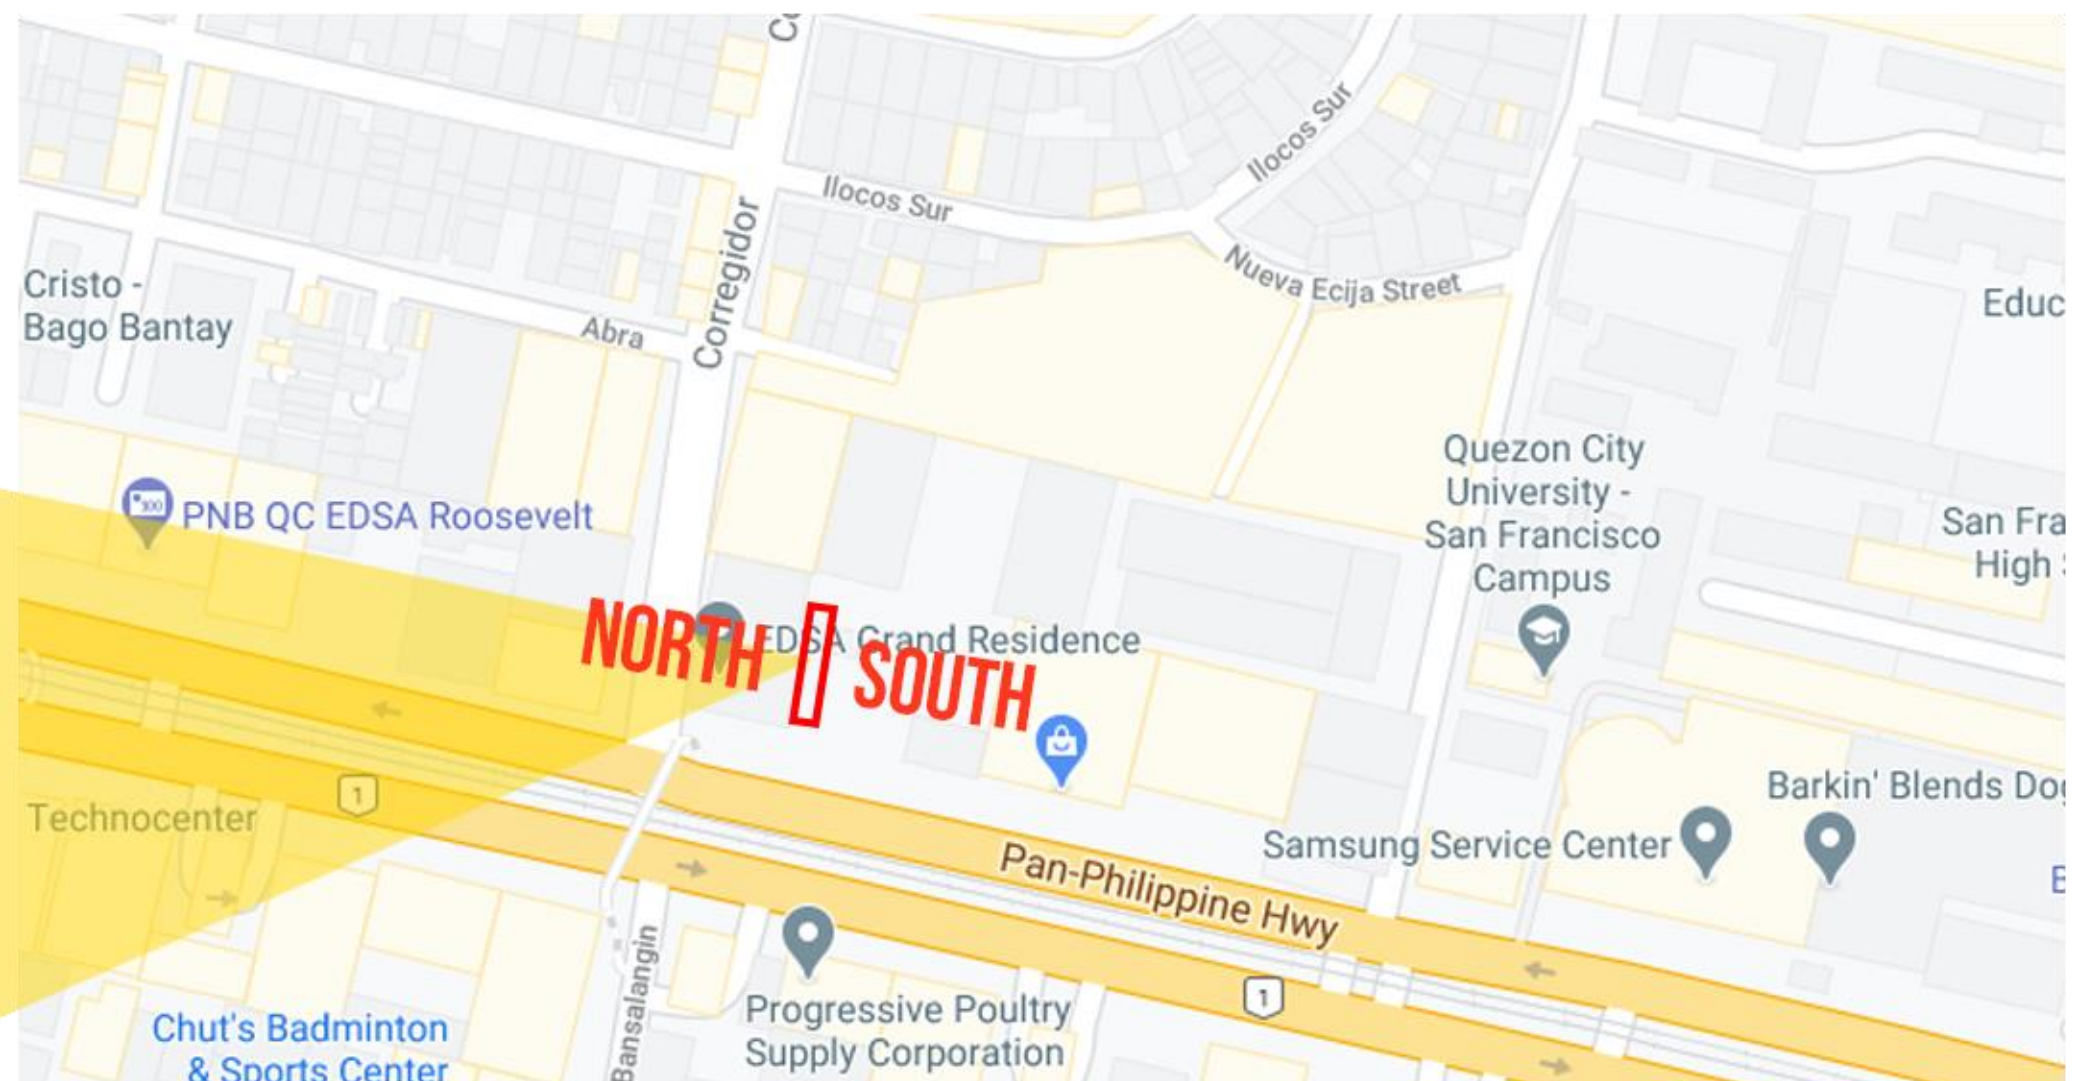 Co
Ilocos Sur
Ilocos Sur
Corregidor
Nueva Ecija Street
Cristo -
Bago Bantay
Abra
Educ
PNB QC EDSA Roosevelt
Quezon City
University -
San Francisco
Campus
San Fra
High
NORTH
SOUTH
EDSA Grand Residence
Technocenter
1
Pan-Philippine Hwy
Samsung Service Center
Barkin' Blends Dog
1
Bansalangin
Progressive Poultry
Supply Corporation
Chut's Badminton
& Sports Center